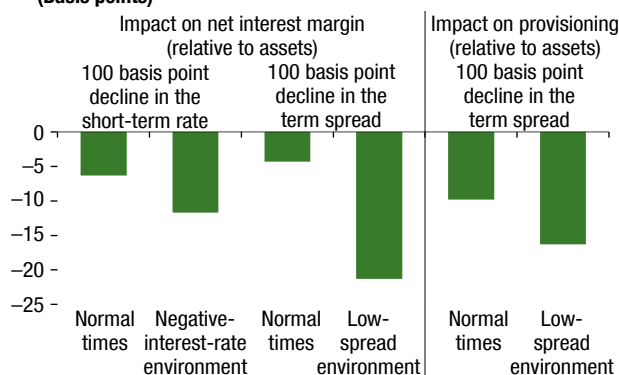 (Basis points)
Impact on net interest margin
(relative to assets)
Impact on provisioning
(relative to assets)
100 basis point
decline in the
short-term rate
100 basis point
decline in the
term spread
100 basis point
decline in the
term spread
0
–5
–10
–15
–20
–25
Normal
times
Negative-
interest-rate
environment
Normal
times
Low-
spread
environment
Normal
times
Low-
spread
environment